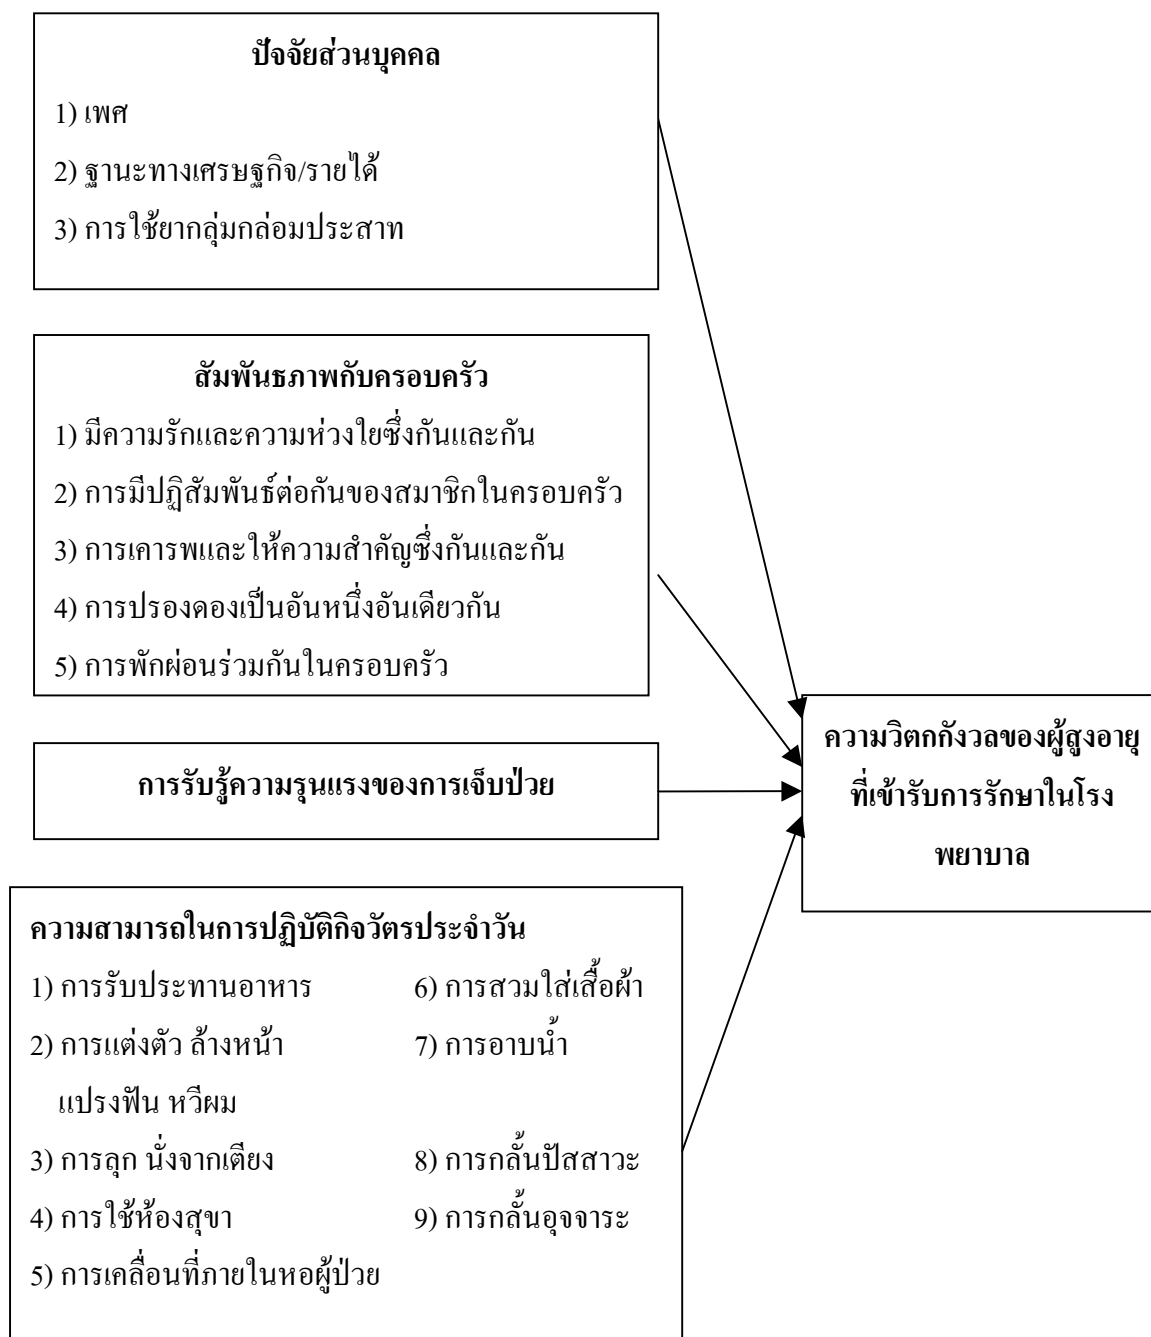 ปัจจัยส่วนบุคคล
1) เพศ
2) ฐานะทางเศรษฐกิจ/รายได้
3) การใช้ยากลุ่มกล่อมประสาท
สัมพันธภาพกับครอบครัว
1) มีความรักและความห่วงใยซึ่งกันและกัน
2) การมีปฏิสัมพันธ์ต่อกันของสมาชิกในครอบครัว
3) การเคารพและให้ความสำคัญซึ่งกันและกัน
4) การปรองดองเป็นอันหนึ่งอันเดียวกัน
5) การพักผ่อนร่วมกันในครอบครัว
การรับรู้ความรุนแรงของการเจ็บป่วย
ความสามารถในการปฏิบัติกิจวัตรประจำวัน
1) การรับประทานอาหาร
2) การแต่งตัว ล้างหน้า
แปรงฟัน หวีผม
3) การลุก นั่งจากเตียง
4) การใช้ห้องสุขา
5) การเคลื่อนที่ภายในหอผู้ป่วย
6) การสวมใส่เสื้อผ้า
7) การอาบน้ำ
8) การกลั้นปัสสาวะ
9) การกลั้นอุจจาระ
ความวิตกกังวลของผู้สูงอายุ
ที่เข้ารับการรักษาในโรง
พยาบาล